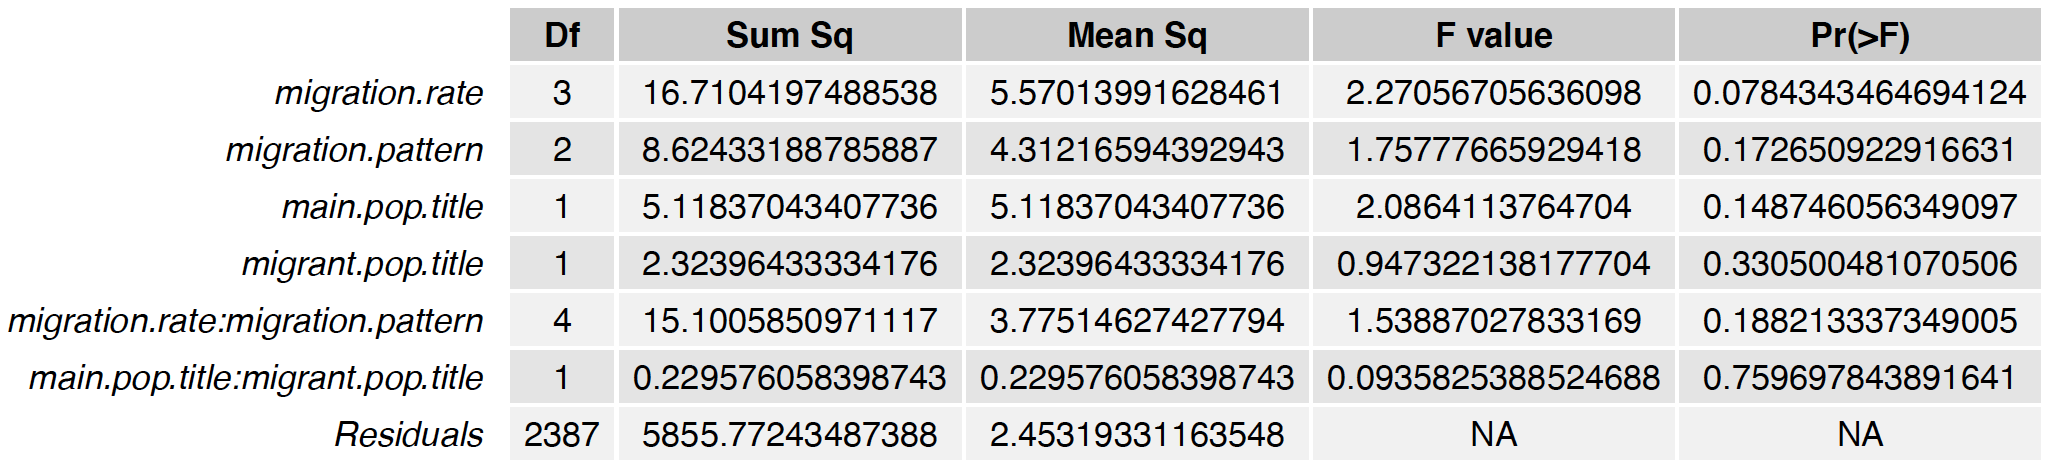 Df Sum Sq Mean Sq F value Pr(>F)
migration.rate 3 16.7104197488538 5.57013991628461 2.27056705636098 0.0784343464694124
migration.pattern 2 8.62433188785887 4.31216594392943 1.75777665929418 0.172650922916631
main.pop.title 1 5.11837043407736 5.11837043407736 2.0864113764704 0.148746056349097
migrant.pop.title 1 2.32396433334176 2.32396433334176 0.947322138177704 0.330500481070506
migration.rate:migration.pattern 4 15.1005850971117 3.77514627427794 1.53887027833169 0.188213337349005
main.pop.title:migrant.pop.title 1 0.229576058398743 0.229576058398743 0.0935825388524688 0.759697843891641
Residuals 2387 5855.77243487388 2.45319331163548 NA NA